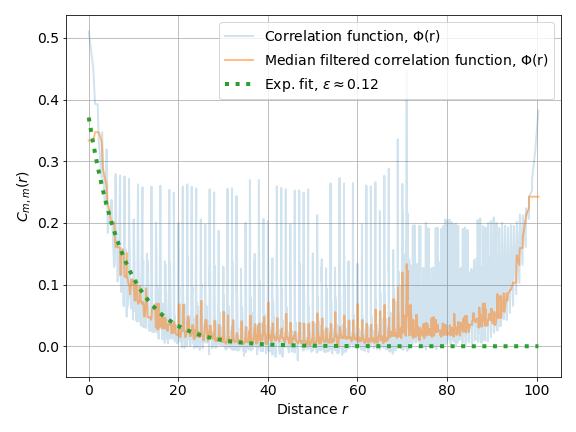 Correlation function, Φ(r)
Median filtered correlation function, Φ(r)
Exp. fit, ε ≈ 0.12
0.5
0.4
0.3
0.2
0.1
0.0
C_{m,m}(r)
0 20 40 60 80 100
Distance r